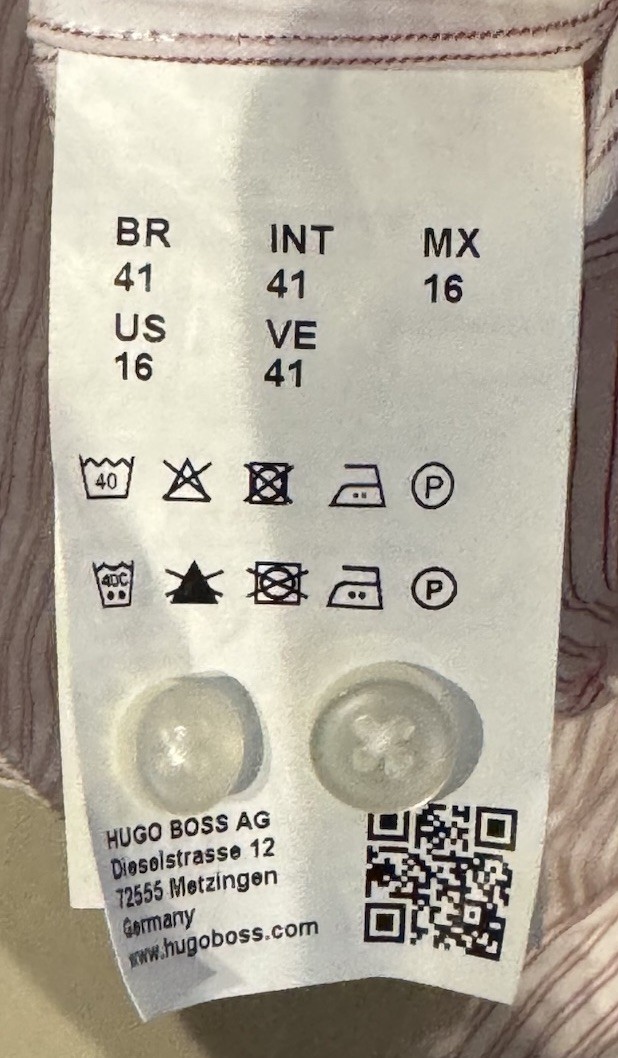 BR INT MX
41 41 16
US VE
16 41
40 P
40C P
HUGO BOSS AG
Dieselstrasse 12
72555 Metzingen
Germany
www.hugoboss.com